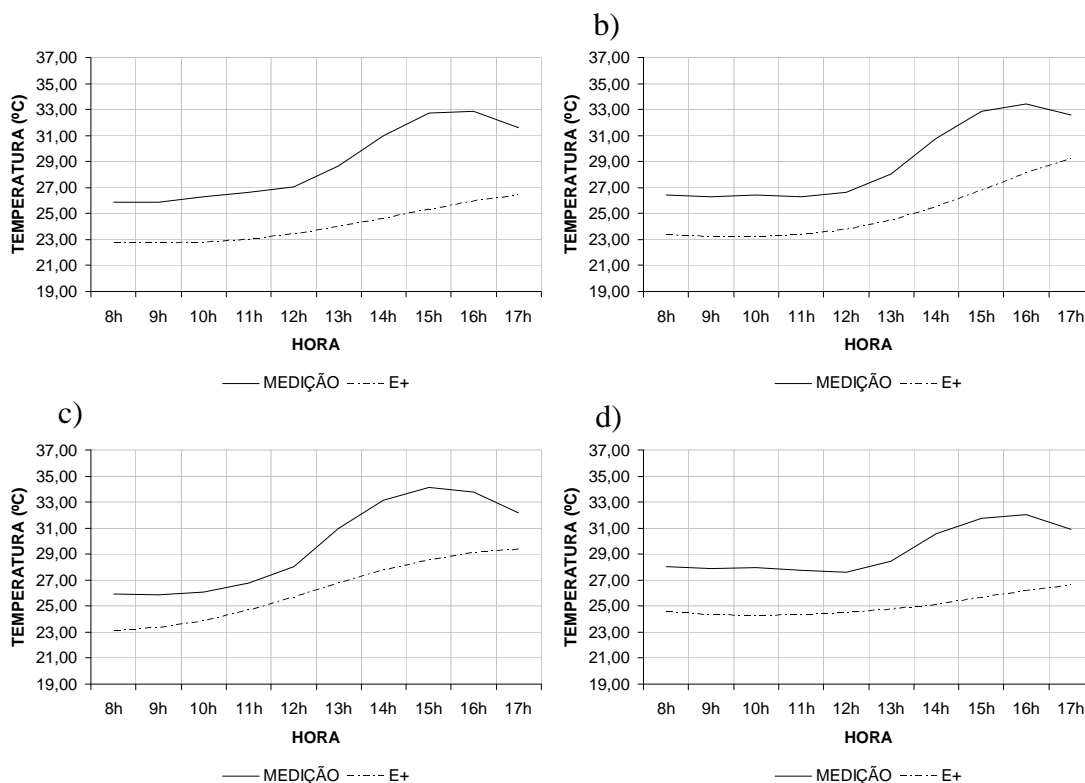 b)
37,00
35,00
33,00
31,00
29,00
27,00
25,00
23,00
21,00
19,00
TEMPERATURA (ºC)
8h 9h 10h 11h 12h 13h 14h 15h 16h 17h
HORA
MEDIÇÃO E+
37,00
35,00
33,00
31,00
29,00
27,00
25,00
23,00
21,00
19,00
TEMPERATURA (ºC)
8h 9h 10h 11h 12h 13h 14h 15h 16h 17h
HORA
MEDIÇÃO E+
c)
37,00
35,00
33,00
31,00
29,00
27,00
25,00
23,00
21,00
19,00
TEMPERATURA (ºC)
8h 9h 10h 11h 12h 13h 14h 15h 16h 17h
HORA
MEDIÇÃO E+
d)
37,00
35,00
33,00
31,00
29,00
27,00
25,00
23,00
21,00
19,00
TEMPERATURA (ºC)
8h 9h 10h 11h 12h 13h 14h 15h 16h 17h
HORA
MEDIÇÃO E+